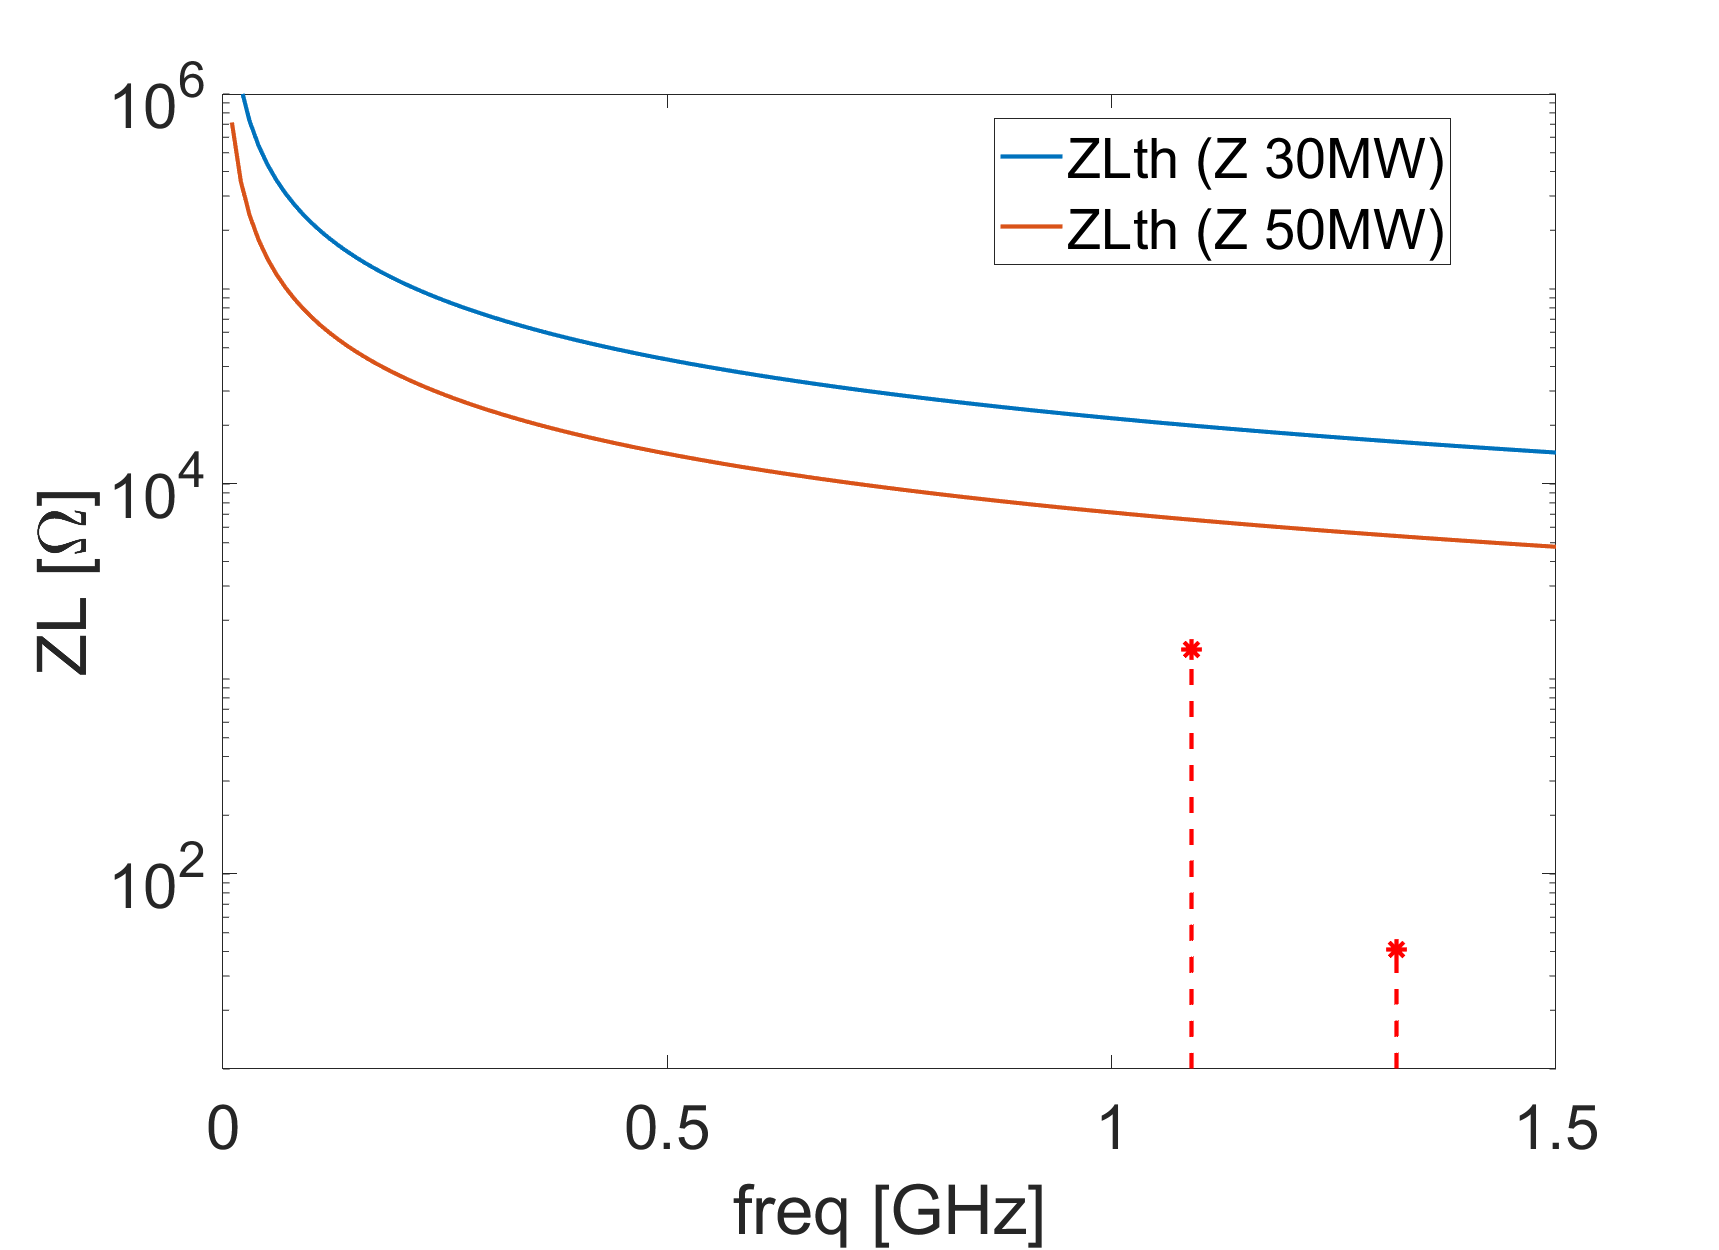 10^6
10^4
10^2
ZL [Ω]
ZLth (Z 30MW)
ZLth (Z 50MW)
0 0.5 1 1.5
freq [GHz]